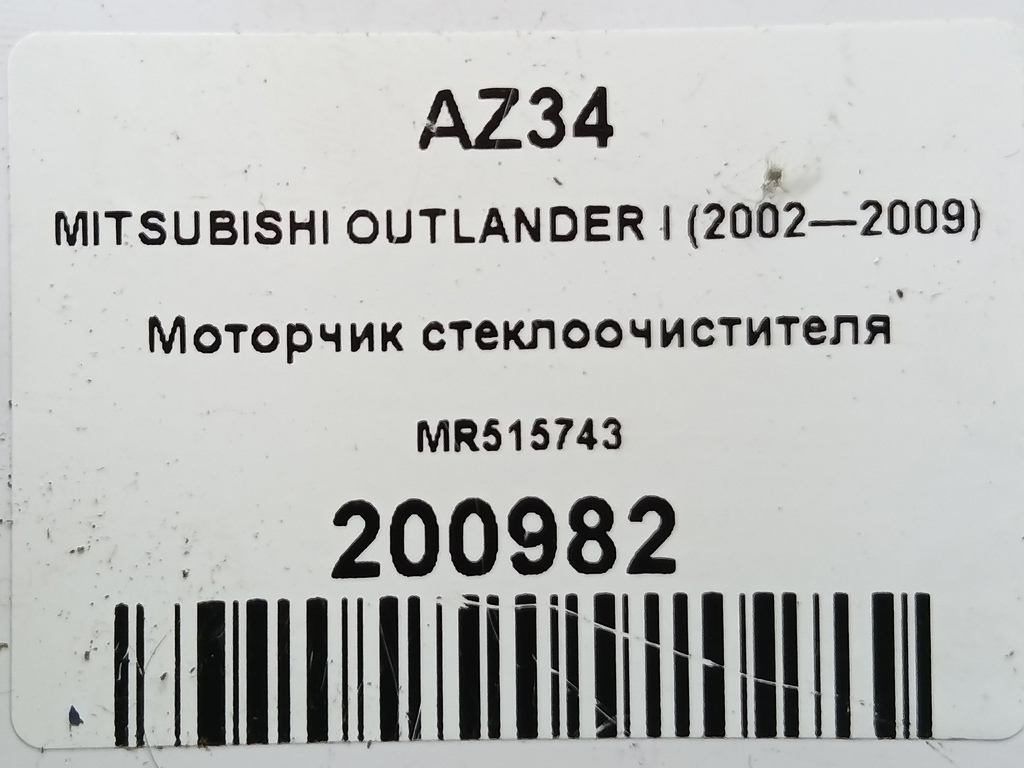 AZ34
MITSUBISHI OUTLANDER I (2002—2009)
Моторчик стеклоочистителя
MR515743
200982